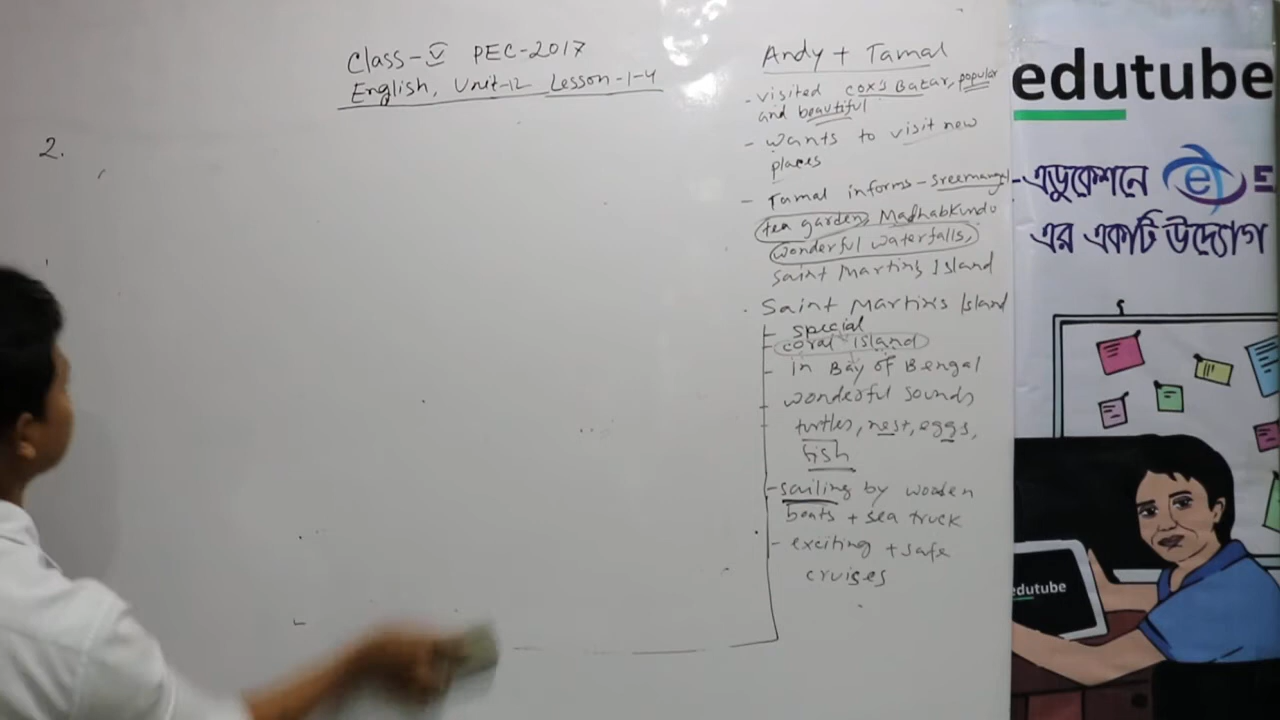 Class-V PEC-2017
English, Unit-12 Lesson-1-4
2.
Andy + Tamal
- visited cox's Bazar, popular
and beautiful
- wants to visit new
places
- Tamal informs - Sreemangal
tea garden, Madhabkundu
wonderful waterfalls,
Saint Martin's Island
. Saint Martin's Island
- special
- coral island
- in Bay of Bengal
- wonderful sounds
- turtles, nest, eggs,
fish
- sailing by wooden
boats + sea truck
- exciting + safe
cruises
edutube
-এডুকেশনে e E
এর একটি উদ্যোগ
edutube